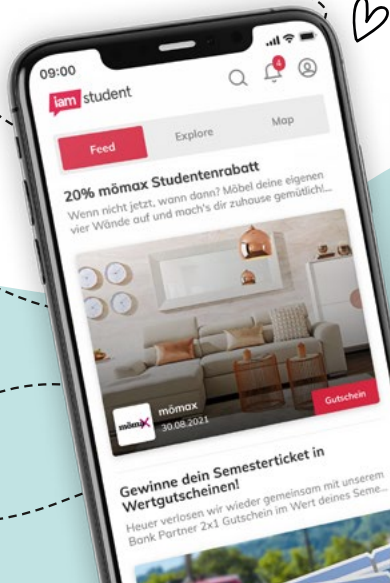 09:00
iam student
4
Feed
Explore
Map
20% mömax Studentenrabatt
Wenn nicht jetzt, wann dann? Möbel deine eigenen
vier Wände auf und mach's dir zuhause gemütlich!...
mömax
mömax
30.08.2021
Gutschein
Gewinne dein Semesterticket in
Wertgutscheinen!
Heuer verlosen wir wieder gemeinsam mit unserem
Bank Partner 2x1 Gutschein im Wert deines Seme...